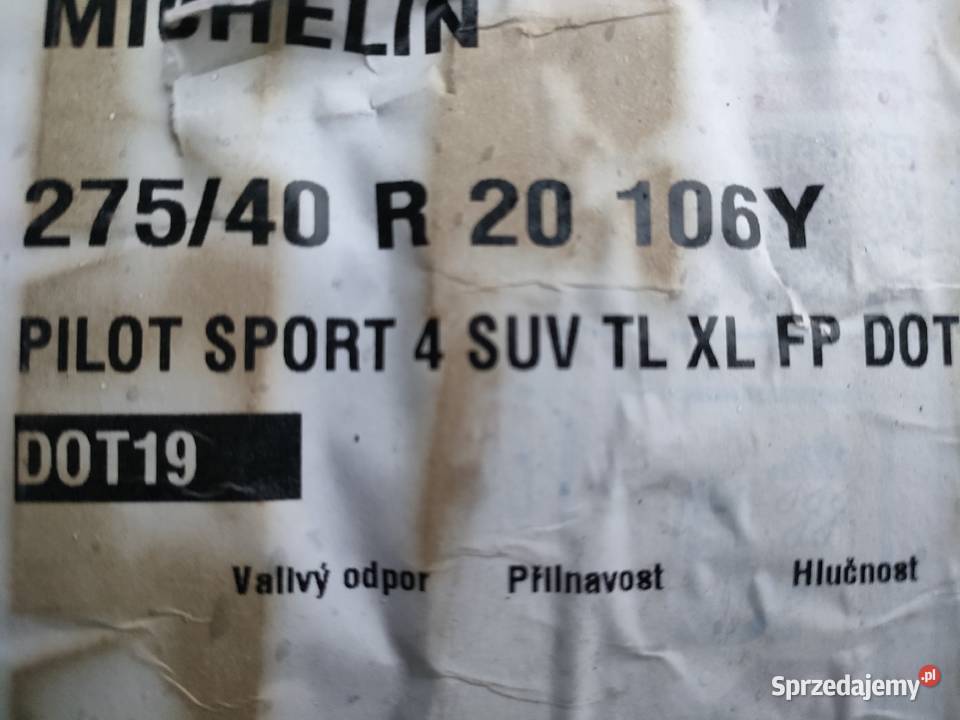 MICHELIN
275/40 R 20 106Y
PILOT SPORT 4 SUV TL XL FP DOT
DOT19
Valivý odpor Přilnavost Hlučnost
Sprzedajemy.pl